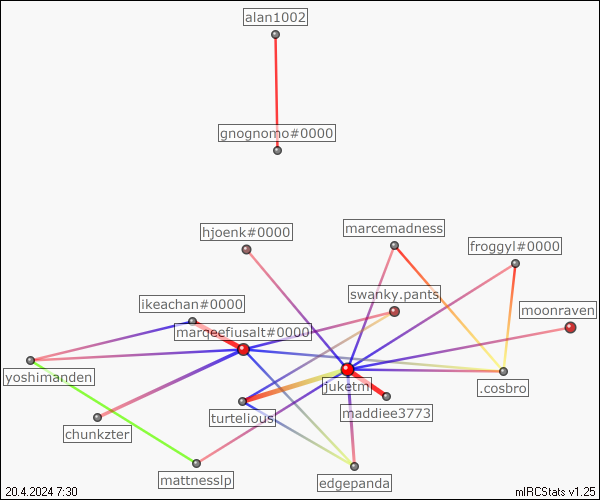 alan1002
gnognomo#0000
hjoenk#0000
marcemadness
froggyl#0000
ikeachan#0000
swanky.pants
moonraven
marqeefiusalt#0000
yoshimanden
juketm
.cosbro
maddiee3773
turtelious
chunkzter
mattnesslp
edgepanda
20.4.2024 7:30
mIRCStats v1.25